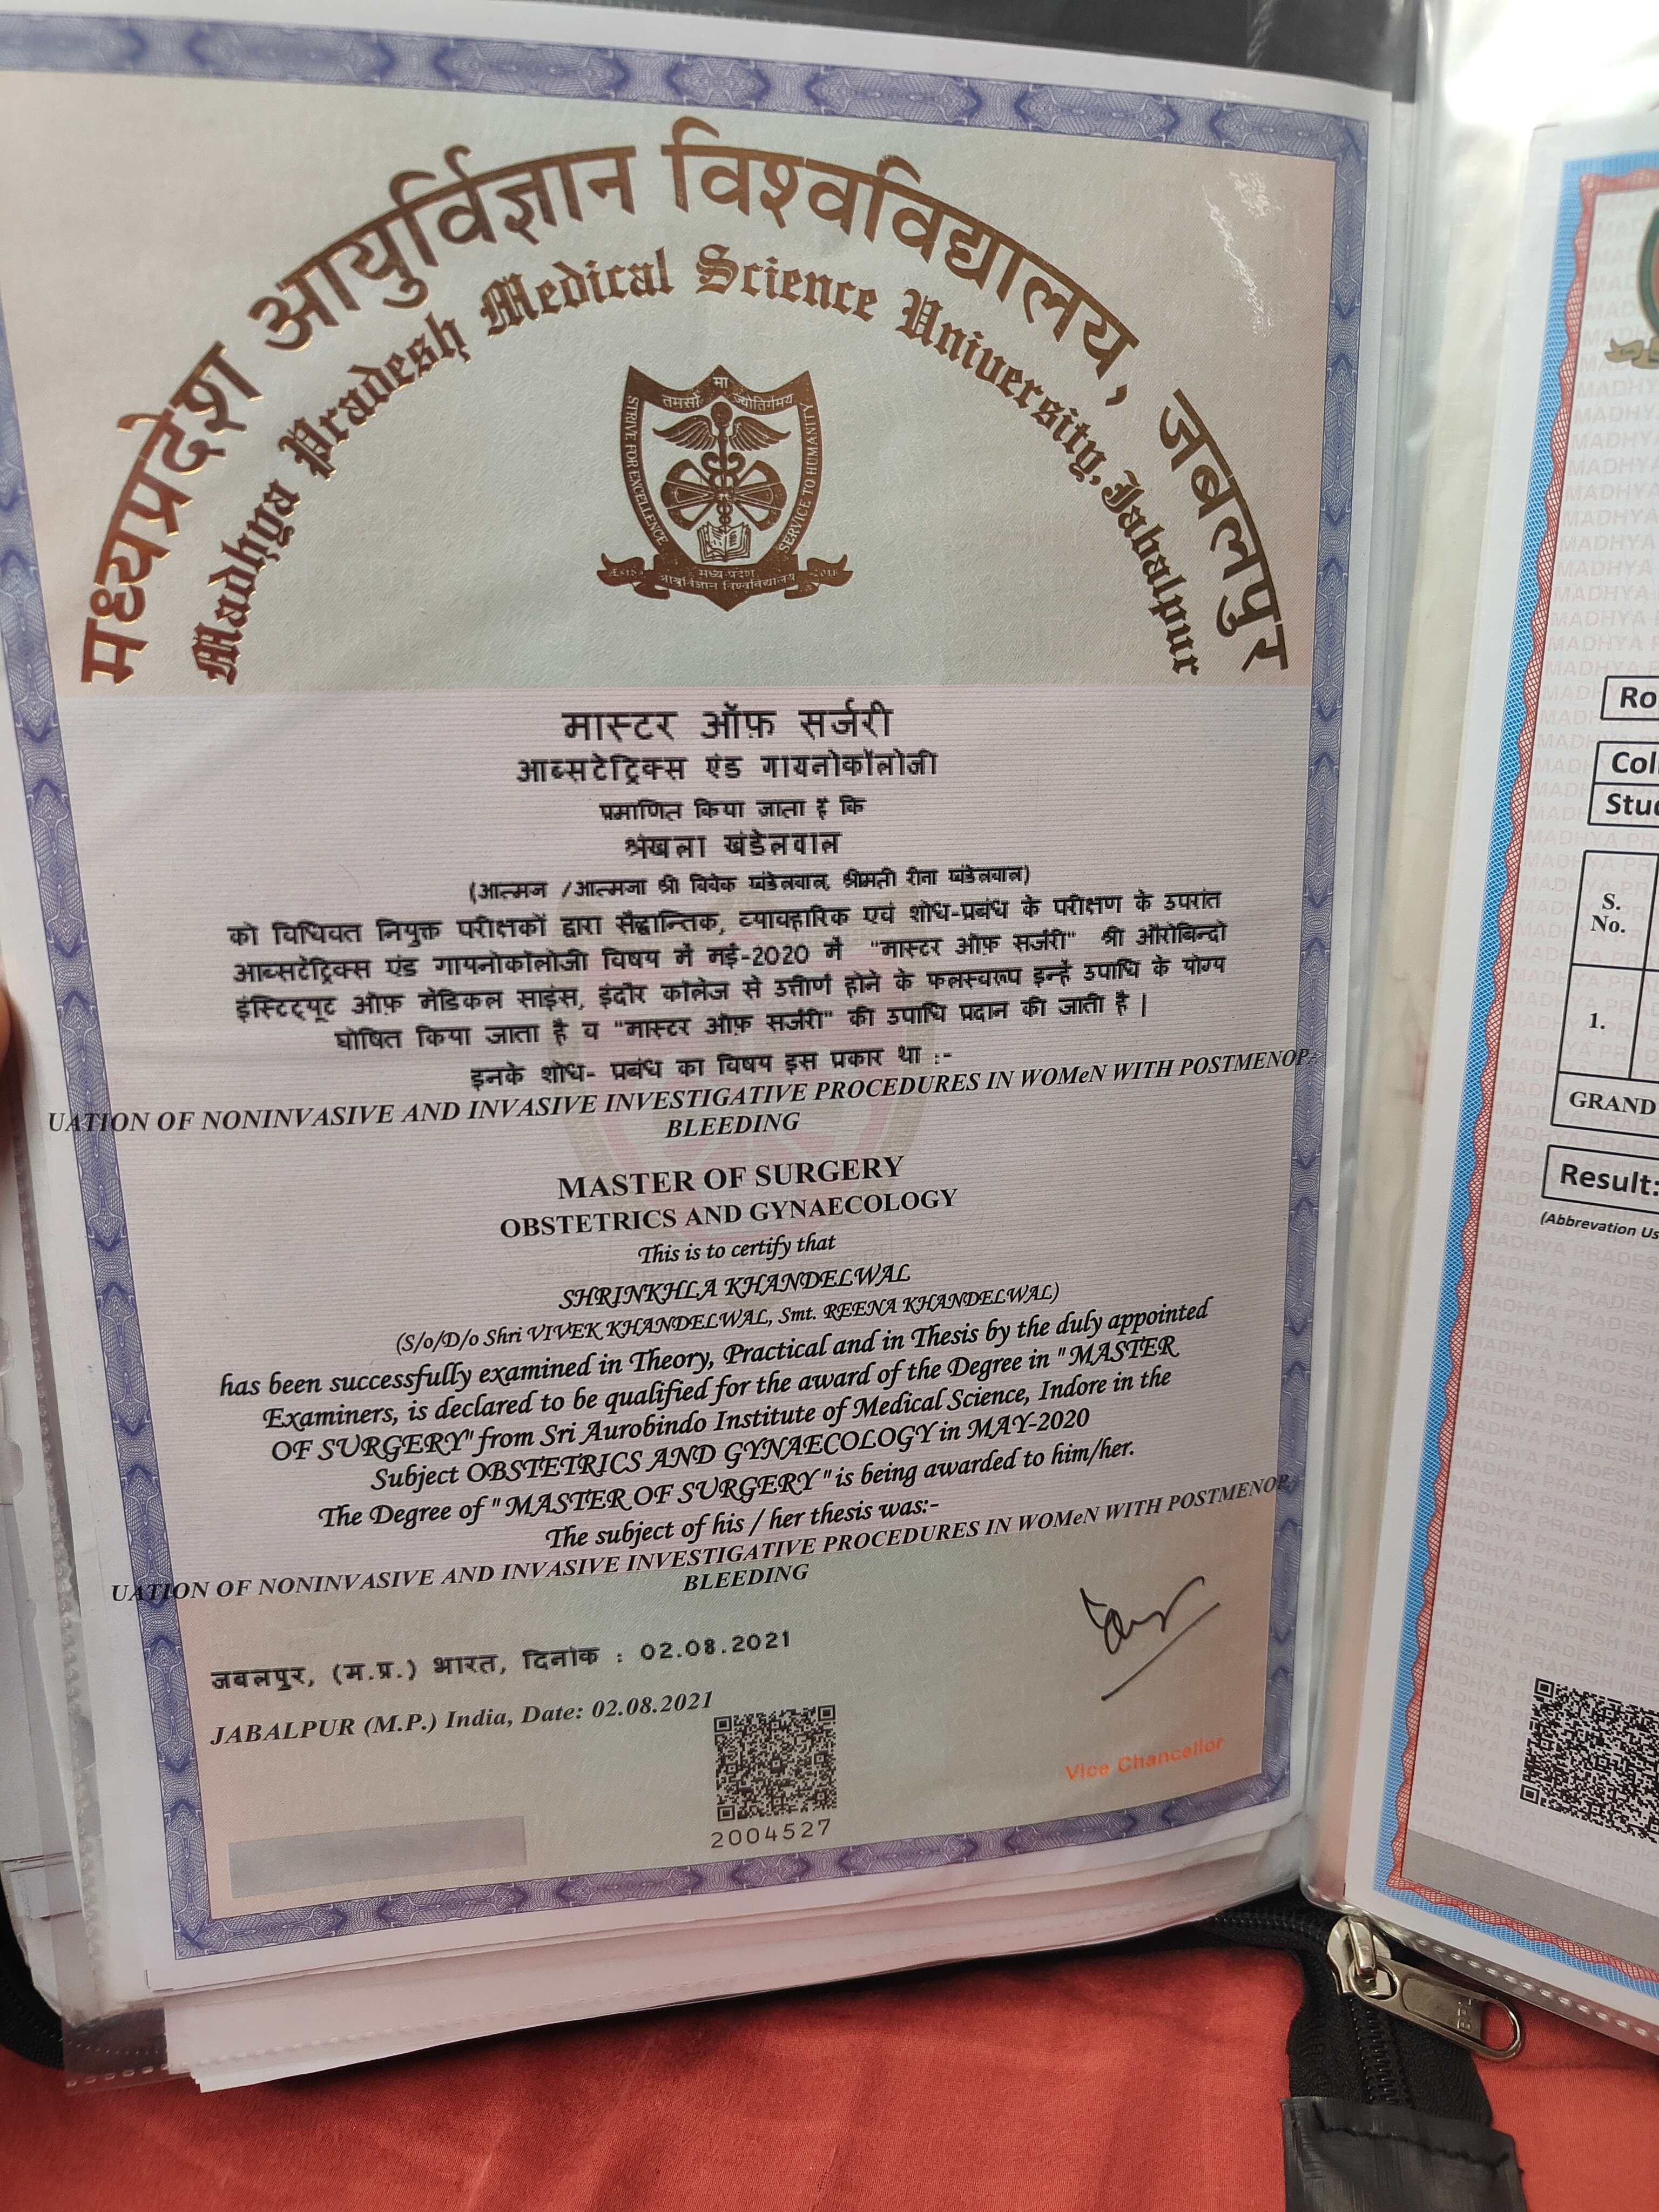 मध्यप्रदेश आयुर्विज्ञान विश्वविद्यालय, जबलपुर
Madhya Pradesh Medical Science University, Jabalpur
तमसो मा ज्योतिर्गमय
STRIVE FOR EXCELLENCE
SERVICE TO HUMANITY
मध्य-प्रदेश
आयुर्विज्ञान विश्वविद्यालय
मास्टर ऑफ़ सर्जरी
आब्सटेट्रिक्स एंड गायनोकॉलोजी
प्रमाणित किया जाता है कि
श्रंखला खंडेलवाल
(आत्मज /आत्मजा श्री विवेक खंडेलवाल, श्रीमती रीना खंडेलवाल)
को विधिवत नियुक्त परीक्षकों द्वारा सैद्धान्तिक, व्यावहारिक एवं शोध-प्रबंध के परीक्षण के उपरांत
आब्सटेट्रिक्स एंड गायनोकॉलोजी विषय में मई-2020 में "मास्टर ऑफ़ सर्जरी" श्री औरोबिन्दो
इंस्टिट्यूट ऑफ़ मेडिकल साइंस, इंदौर कॉलेज से उत्तीर्ण होने के फलस्वरूप इन्हें उपाधि के योग्य
घोषित किया जाता है व "मास्टर ऑफ़ सर्जरी" की उपाधि प्रदान की जाती है |
इनके शोध- प्रबंध का विषय इस प्रकार था :-
UATION OF NONINVASIVE AND INVASIVE INVESTIGATIVE PROCEDURES IN WOMeN WITH POSTMENOPA
BLEEDING
MASTER OF SURGERY
OBSTETRICS AND GYNAECOLOGY
This is to certify that
SHRINKHLA KHANDELWAL
(S/o/D/o Shri VIVEK KHANDELWAL, Smt. REENA KHANDELWAL)
has been successfully examined in Theory, Practical and in Thesis by the duly appointed
Examiners, is declared to be qualified for the award of the Degree in "MASTER
OF SURGERY" from Sri Aurobindo Institute of Medical Science, Indore in the
Subject OBSTETRICS AND GYNAECOLOGY in MAY-2020
The Degree of "MASTER OF SURGERY" is being awarded to him/her.
The subject of his / her thesis was:-
UATION OF NONINVASIVE AND INVASIVE INVESTIGATIVE PROCEDURES IN WOMeN WITH POSTMENOPA
BLEEDING
जबलपुर, (म.प्र.) भारत, दिनांक : 02.08.2021
JABALPUR (M.P.) India, Date: 02.08.2021
Vice Chancellor
2004527
Ro
Col
Stu
S.
No.
1.
GRAND
Result:
(Abbrevation Us